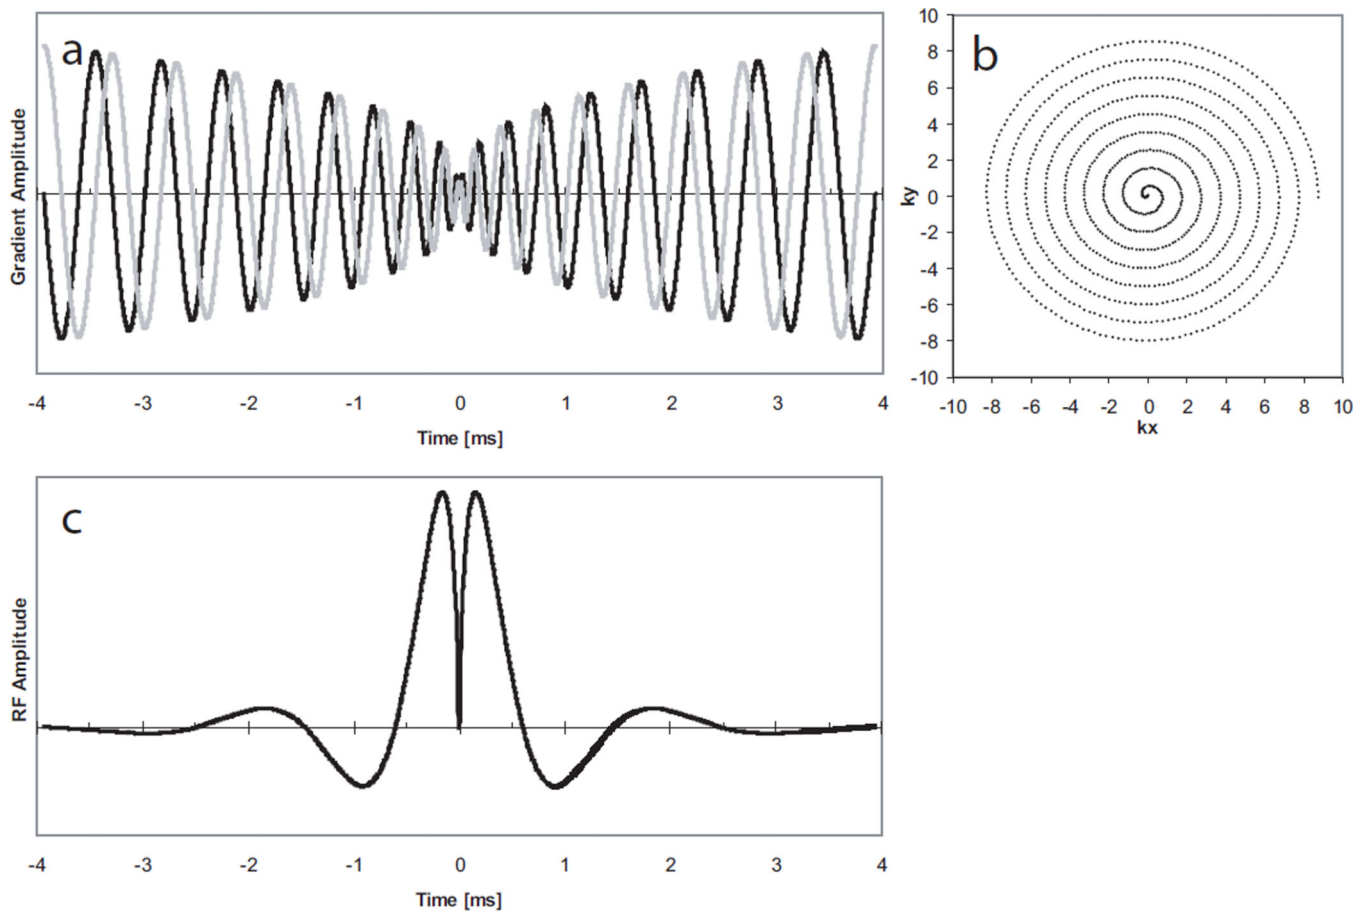 a
Gradient Amplitude
-4 -3 -2 -1 0 1 2 3 4
Time [ms]
b
10
8
6
4
2
0
-2
-4
-6
-8
-10
ky
-10 -8 -6 -4 -2 0 2 4 6 8 10
kx
c
RF Amplitude
-4 -3 -2 -1 0 1 2 3 4
Time [ms]